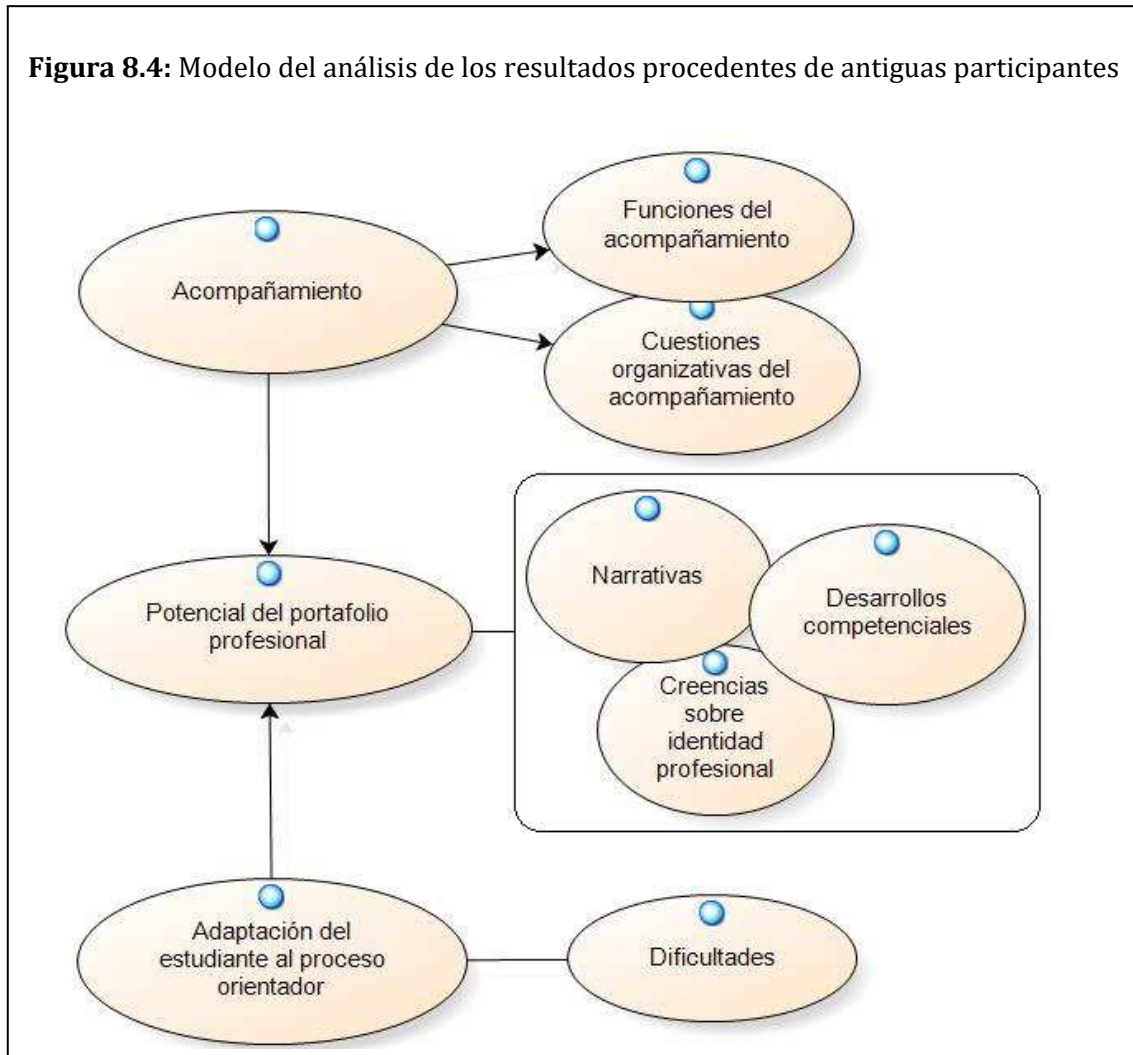 Figura 8.4: Modelo del análisis de los resultados procedentes de antiguas participantes
Funciones del
acompañamiento
Acompañamiento
Cuestiones
organizativas del
acompañamiento
Narrativas
Desarrollos
competenciales
Potencial del portafolio
profesional
Creencias
sobre
identidad
profesional
Adaptación del
estudiante al proceso
orientador
Dificultades